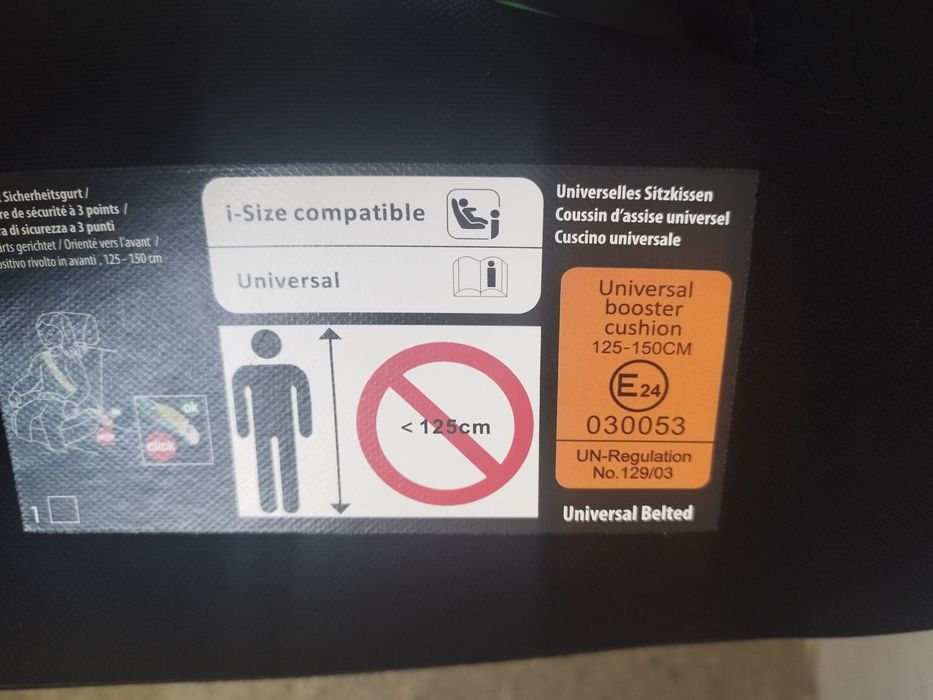 Sicherheitsgurt /
re de sécurité à 3 points /
a di sicurezza a 3 punti
ärts gerichtet / Orienté vers l'avant /
ositivo rivolto in avanti , 125 - 150 cm
ok
click
1
i-Size compatible
i
Universal
i
< 125cm
Universelles Sitzkissen
Coussin d'assise universel
Cuscino universale
Universal
booster
cushion
125-150CM
E24
030053
UN-Regulation
No.129/03
Universal Belted